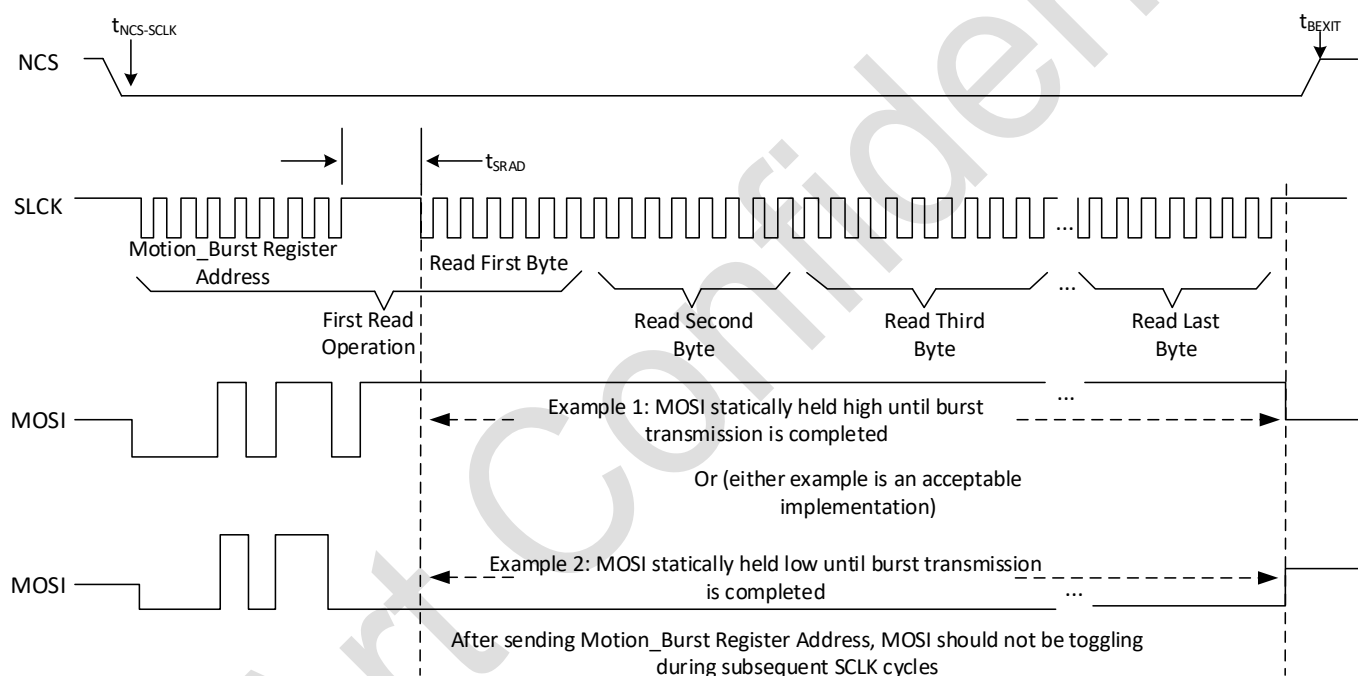 tNCS-SCLK
tBEXIT
NCS
tSRAD
SLCK
Motion_Burst Register
Address
Read First Byte
...
...
First Read
Operation
Read Second
Byte
Read Third
Byte
Read Last
Byte
MOSI
...
Example 1: MOSI statically held high until burst
transmission is completed
Or (either example is an acceptable
implementation)
MOSI
Example 2: MOSI statically held low until burst transmission
is completed
...
After sending Motion_Burst Register Address, MOSI should not be toggling
during subsequent SCLK cycles
rt Confiden